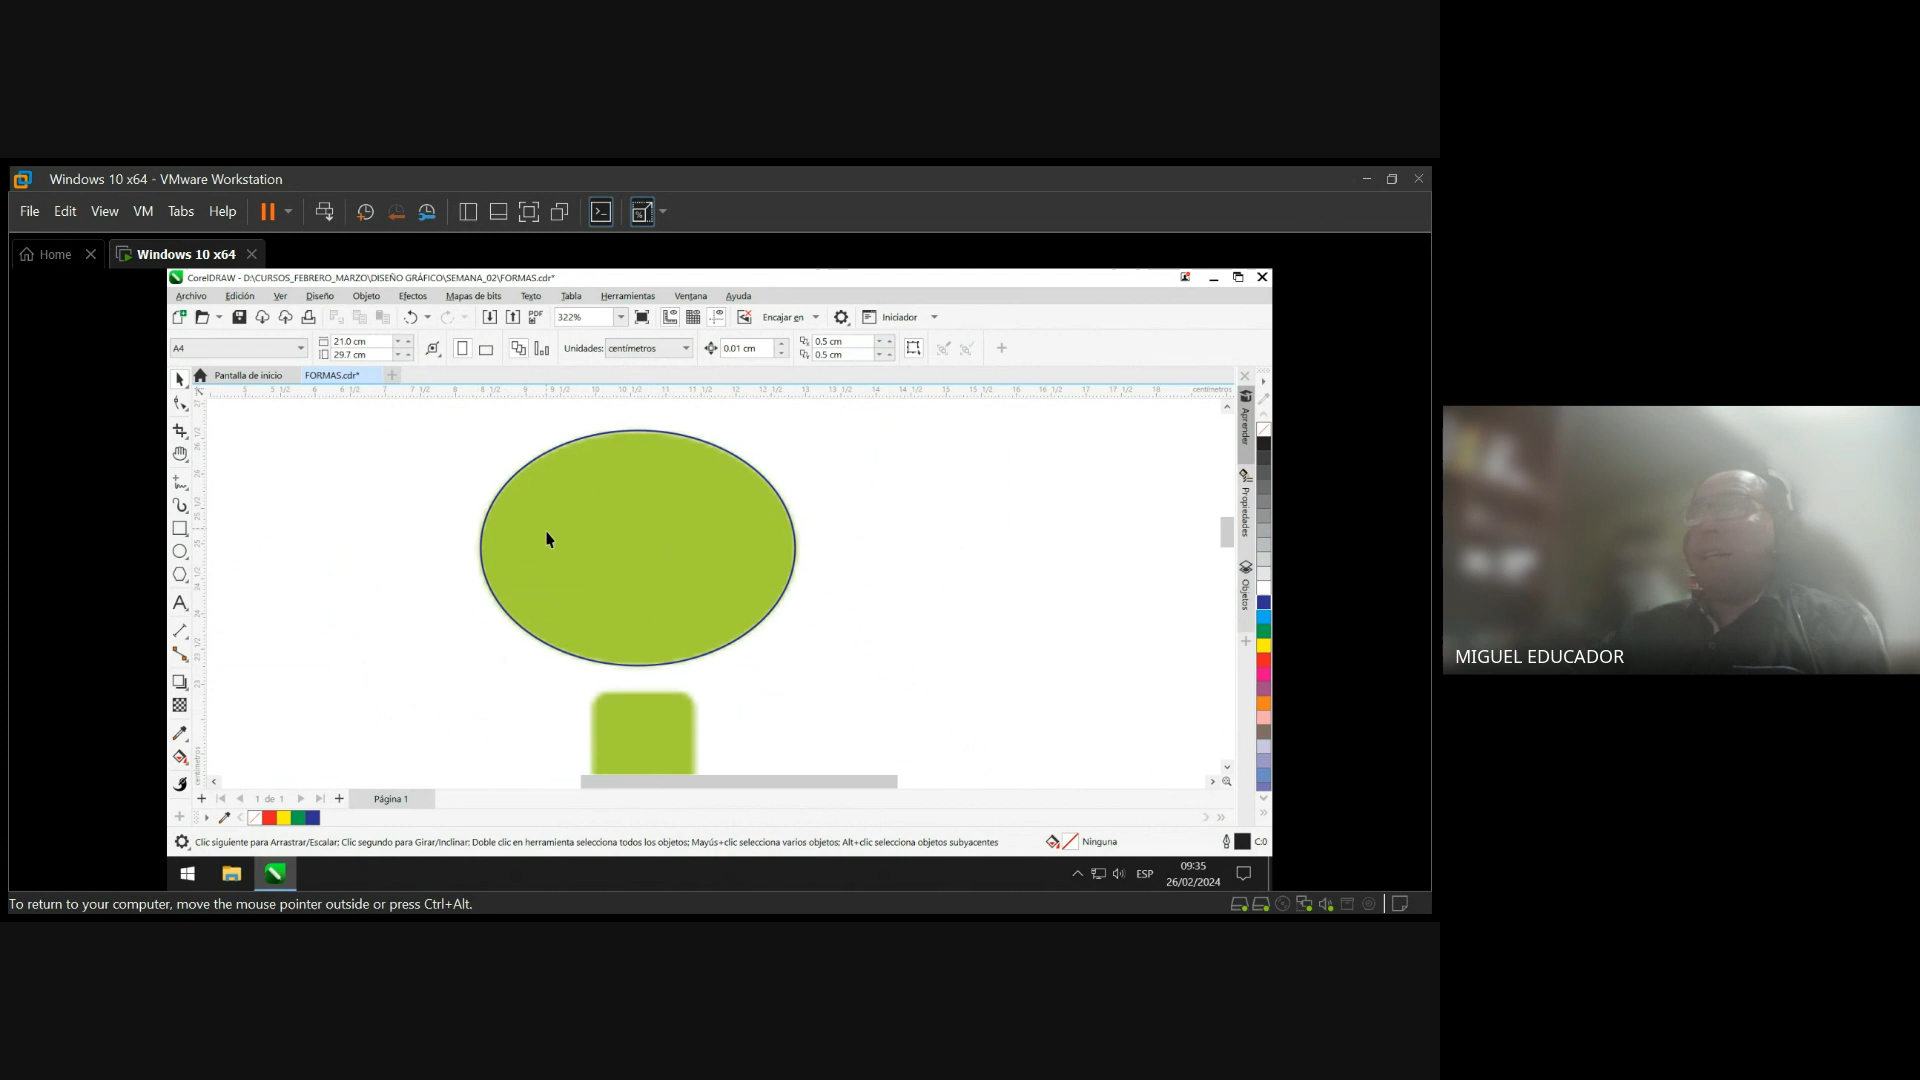 Windows 10 x64 - VMware Workstation
File Edit View VM Tabs Help
Home Windows 10 x64
CorelDRAW - D:\CURSOS_FEBRERO_MARZO\DISEÑO GRÁFICO\SEMANA_02\FORMAS.cdr*
Archivo Edición Ver Diseño Objeto Efectos Mapas de bits Texto Tabla Herramientas Ventana Ayuda
PDF 322% Encajar en Iniciador
A4 21.0 cm 29.7 cm Unidades: centímetros 0.01 cm 0.5 cm 0.5 cm
Pantalla de inicio FORMAS.cdr*
centímetros
Aprender
Propiedades
Objetos
MIGUEL EDUCADOR
1 de 1 Página 1
Clic siguiente para Arrastrar/Escalar; Clic segundo para Girar/Inclinar; Doble clic en herramienta selecciona todos los objetos; Mayús+clic selecciona varios objetos; Alt+clic selecciona objetos subyacentes Ninguna C:0
ESP 09:35
26/02/2024
To return to your computer, move the mouse pointer outside or press Ctrl+Alt.